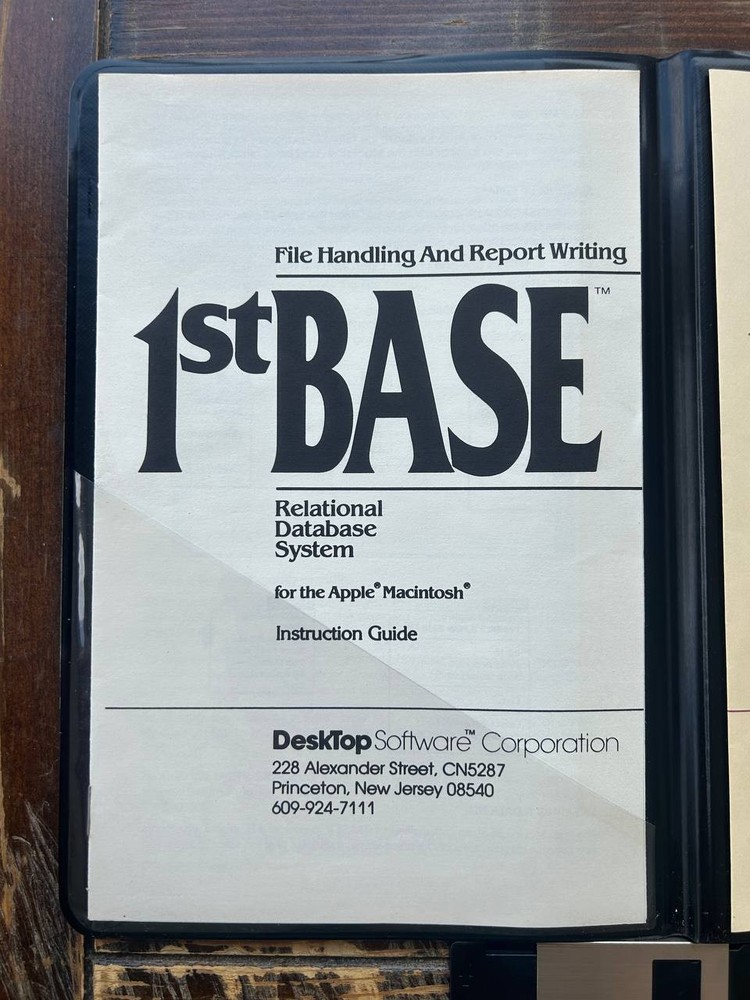 File Handling And Report Writing
1st BASE™
Relational
Database
System
for the Apple® Macintosh®
Instruction Guide
DeskTop Software™ Corporation
228 Alexander Street, CN5287
Princeton, New Jersey 08540
609-924-7111